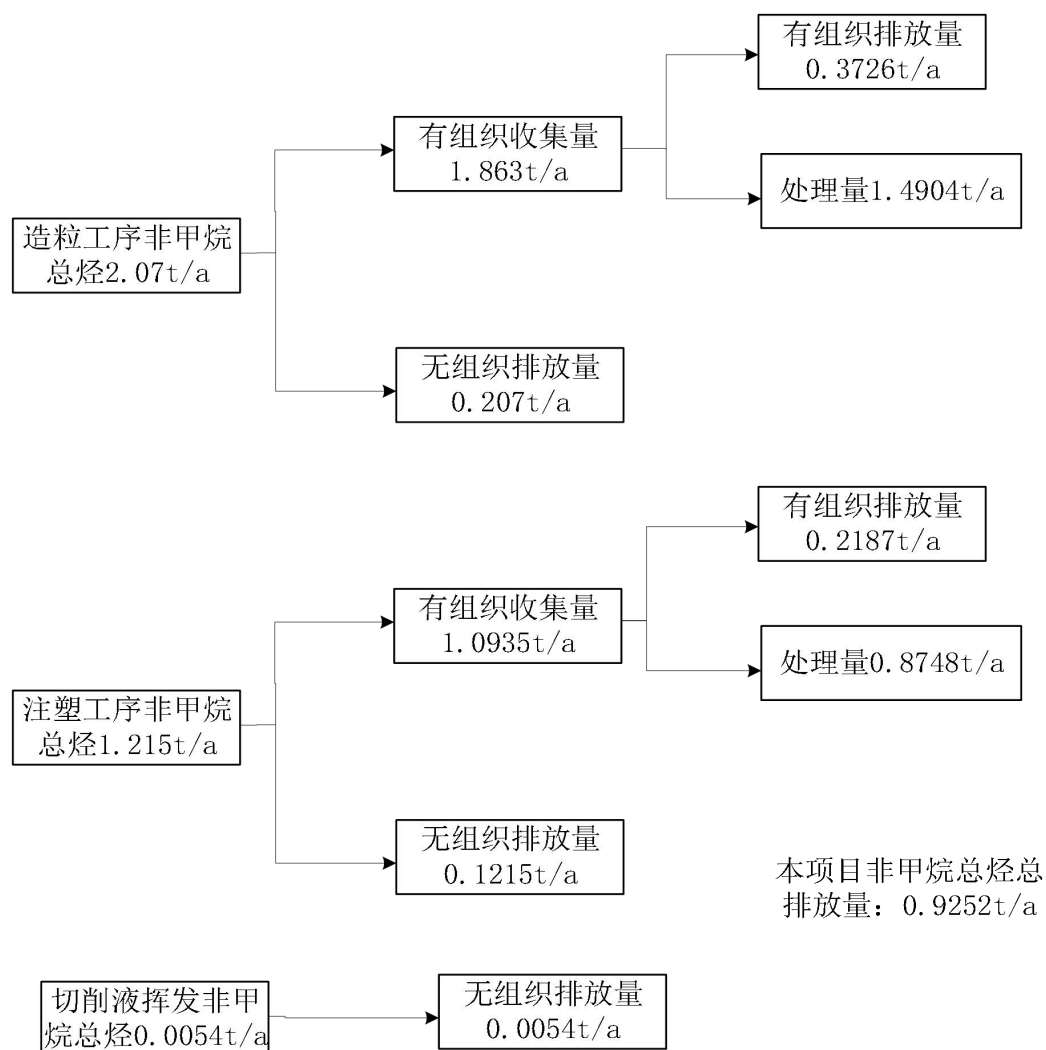 造粒工序非甲烷
总烃2.07t/a
有组织收集量
1.863t/a
有组织排放量
0.3726t/a
处理量1.4904t/a
无组织排放量
0.207t/a
注塑工序非甲烷
总烃1.215t/a
有组织收集量
1.0935t/a
有组织排放量
0.2187t/a
处理量0.8748t/a
无组织排放量
0.1215t/a
本项目非甲烷总烃总
排放量：0.9252t/a
切削液挥发非甲
烷总烃0.0054t/a
无组织排放量
0.0054t/a